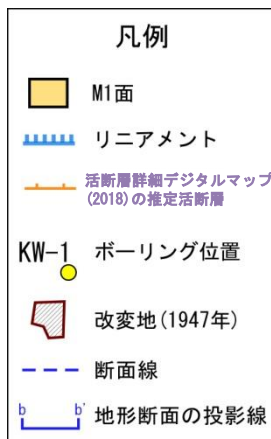 凡例
M1面
リニアメント
活断層詳細デジタルマップ
(2018)の推定活断層
KW-1 ボーリング位置
改変地(1947年)
断面線
b b' 地形断面の投影線